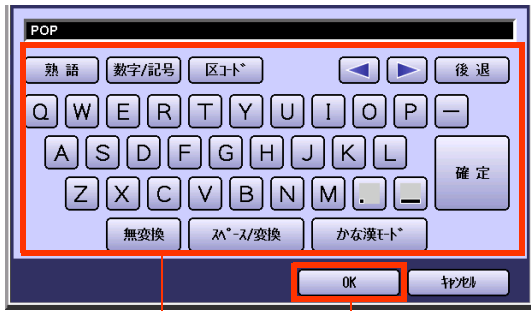 POP
熟 語 数字/記号 区ｺｰﾄﾞ 後 退
Q W E R T Y U I O P ー
A S D F G H J K L 確 定
Z X C V B N M . _
無変換 ｽﾍﾟｰｽ/変換 かな漢ﾓｰﾄﾞ
OK ｷｬﾝｾﾙ